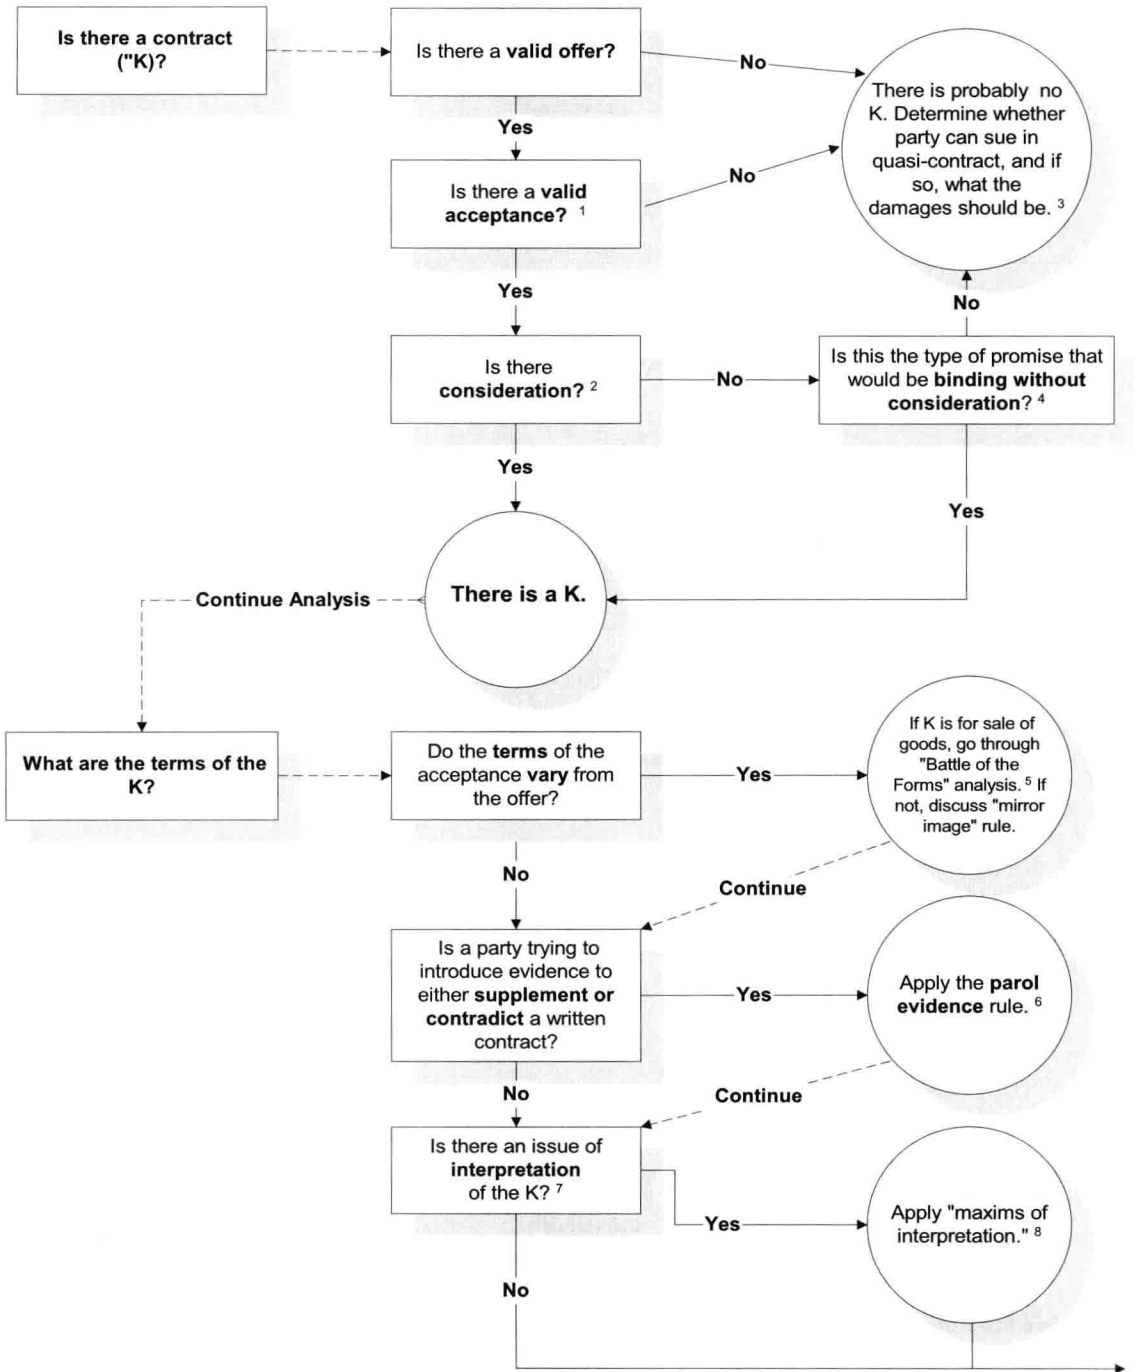 Is there a contract
("K)?
Is there a valid offer?
No
There is probably no
K. Determine whether
party can sue in
quasi-contract, and if
so, what the
damages should be. 3
Yes
Is there a valid
acceptance? 1
No
Yes
Is there
consideration? 2
No
Is this the type of promise that
would be binding without
consideration? 4
No
Yes
Yes
There is a K.
Continue Analysis
What are the terms of the
K?
Do the terms of the
acceptance vary from
the offer?
Yes
If K is for sale of
goods, go through
"Battle of the
Forms" analysis. 5 If
not, discuss "mirror
image" rule.
No
Continue
Is a party trying to
introduce evidence to
either supplement or
contradict a written
contract?
Yes
Apply the parol
evidence rule. 6
No
Continue
Is there an issue of
interpretation
of the K? 7
Yes
Apply "maxims of
interpretation." 8
No